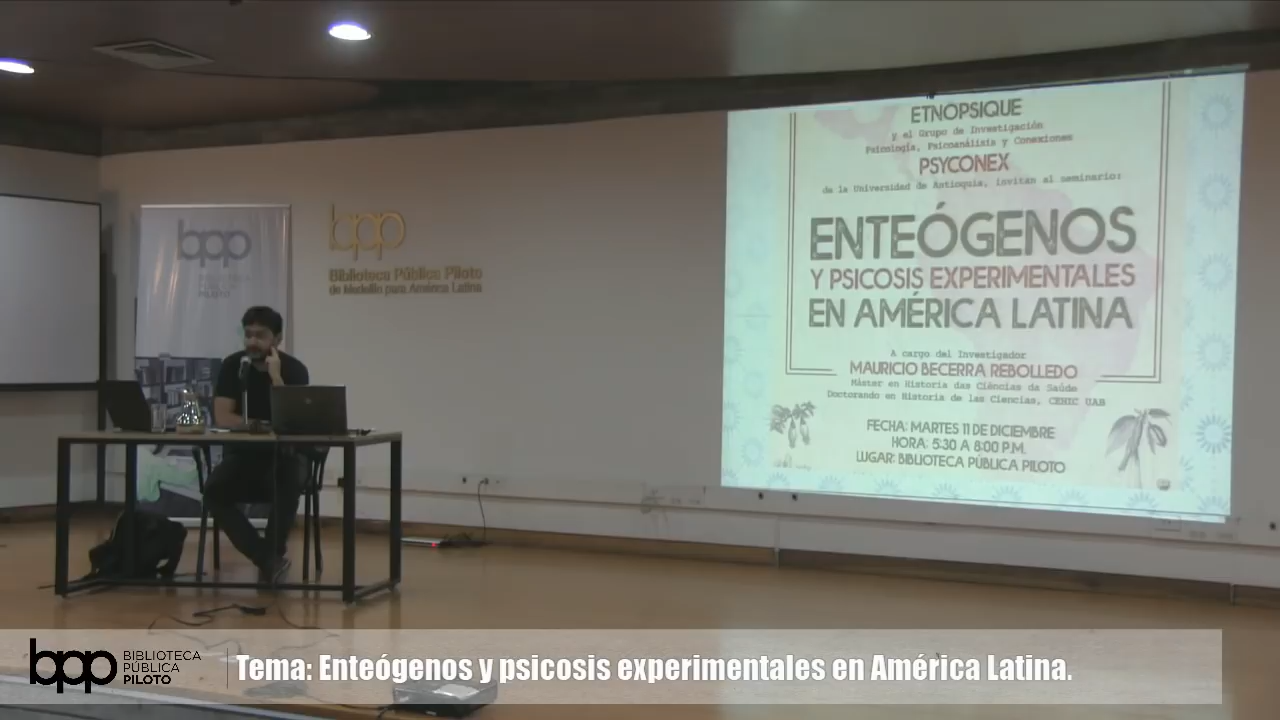 bpp
BIBLIOTECA
PÚBLICA
PILOTO
bpp
Biblioteca Pública Piloto
de Medellín para América Latina
ETNOPSIQUE
y el Grupo de Investigación
Psicología, Psicoanálisis y Conexiones
PSYCONEX
de la Universidad de Antioquia, invitan al seminario:
ENTEÓGENOS
Y PSICOSIS EXPERIMENTALES
EN AMÉRICA LATINA
A cargo del Investigador
MAURICIO BECERRA REBOLLEDO
Máster en Historia das Ciências da Saúde
Doctorando en Historia de las Ciencias, CEHIC UAB
FECHA: MARTES 11 DE DICIEMBRE
HORA: 5:30 A 8:00 P.M.
LUGAR: BIBLIOTECA PÚBLICA PILOTO
bpp BIBLIOTECA
PÚBLICA
PILOTO
Tema: Enteógenos y psicosis experimentales en América Latina.